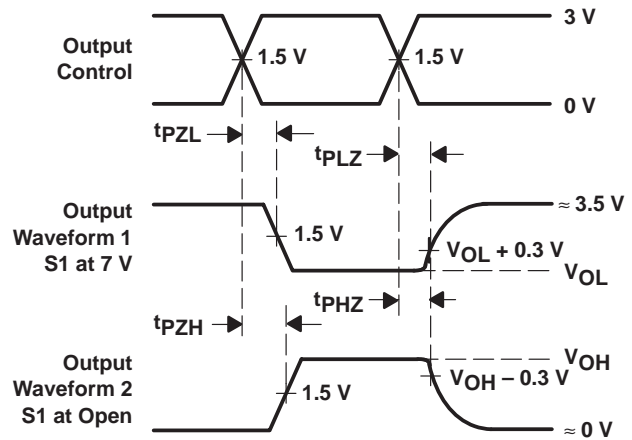 3 V
Output
Control
1.5 V
1.5 V
0 V
tPZL
tPLZ
Output
Waveform 1
S1 at 7 V
≈ 3.5 V
1.5 V
VOL + 0.3 V
VOL
tPZH
tPHZ
Output
Waveform 2
S1 at Open
VOH
1.5 V
VOH – 0.3 V
≈ 0 V